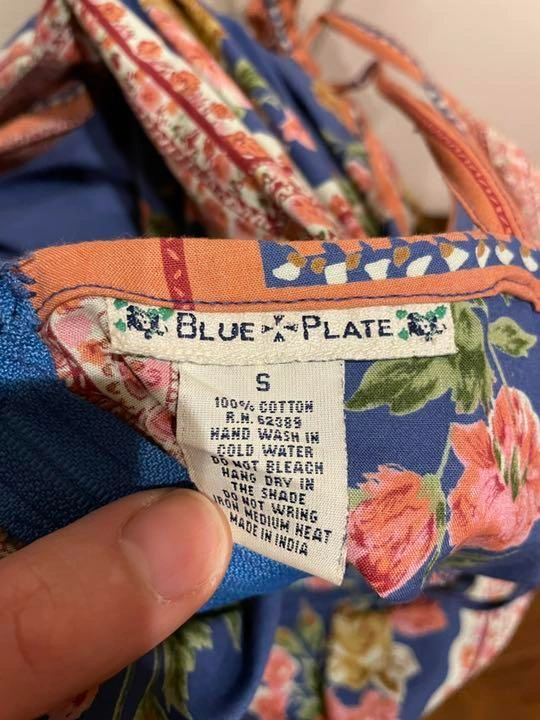 BLUE PLATE
S
100% COTTON
R.N. 62389
HAND WASH IN
COLD WATER
DO NOT BLEACH
HANG DRY IN
THE SHADE
DO NOT WRING
IRON MEDIUM HEAT
MADE IN INDIA